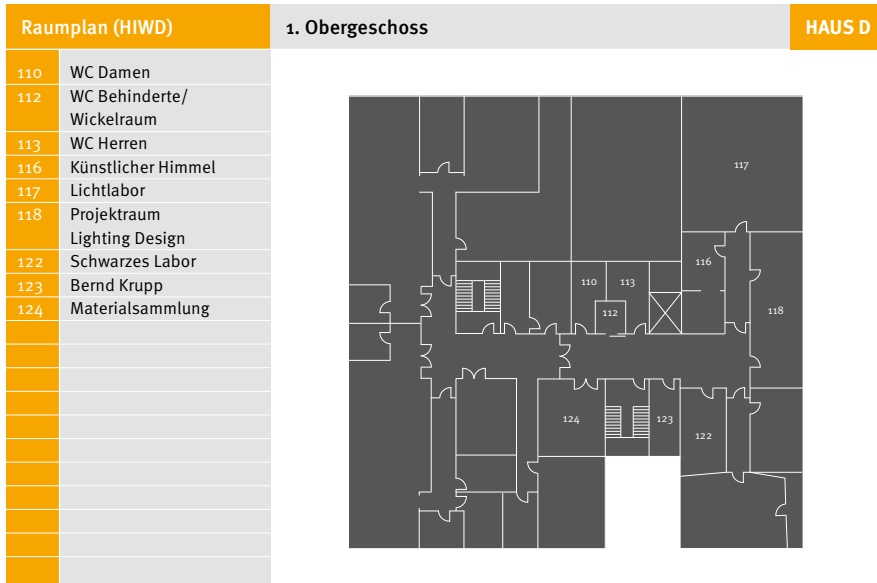 Raumplan (HIWD)
1. Obergeschoss
HAUS D
110 WC Damen
112 WC Behinderte/
Wickelraum
113 WC Herren
116 Künstlicher Himmel
117 Lichtlabor
118 Projektraum
Lighting Design
122 Schwarzes Labor
123 Bernd Krupp
124 Materialsammlung
117
116
110
113
112
118
124
123
122